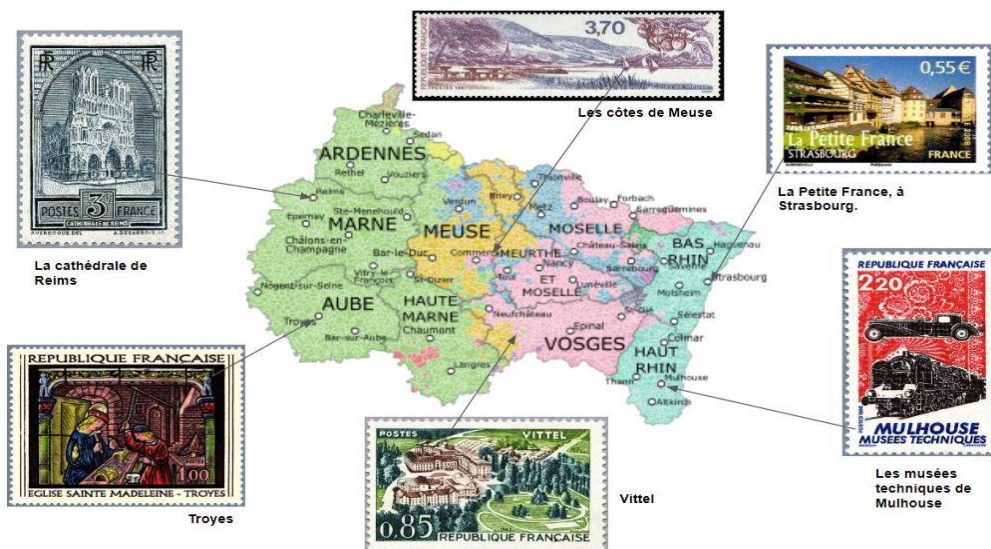 RF RF
POSTES 3F FRANCE
CATHEDRALE DE REIMS
La cathédrale de
Reims
REPUBLIQUE FRANÇAISE
3,70
Les côtes de Meuse
0,55 €
La Petite France
STRASBOURG
FRANCE
La Petite France, à
Strasbourg.
REPUBLIQUE FRANÇAISE
2,20
MULHOUSE
MUSEES TECHNIQUES
Les musées
techniques de
Mulhouse
REPUBLIQUE FRANÇAISE
1,00
EGLISE SAINTE MADELEINE - TROYES
Troyes
POSTES VITTEL
0,85 REPUBLIQUE FRANÇAISE
Vittel
Charleville-
Mézières
Sedan
ARDENNES
Rethel
Vouziers
Reims
Epernay
Ste-Menehould
MARNE
Châlons-en-
Champagne
Vitry-le
François
Verdun
Briey
MEUSE
Bar-le-Duc
Commercy
St-Dizier
Thionville
Metz
Boulay
Forbach
Sarreguemines
MOSELLE
Château-Salins
Sarrebourg
MEURTHE
Nancy
Toul
ET
MOSELLE
Lunéville
BAS
RHIN
Haguenau
Saverne
Strasbourg
Molsheim
Sélestat
Nogent-sur-Seine
AUBE
Troyes
Bar-sur-Aube
HAUTE
MARNE
Chaumont
Langres
Neufchâteau
Epinal
St-Dié
VOSGES
Colmar
HAUT
RHIN
Thann
Mulhouse
Altkirch